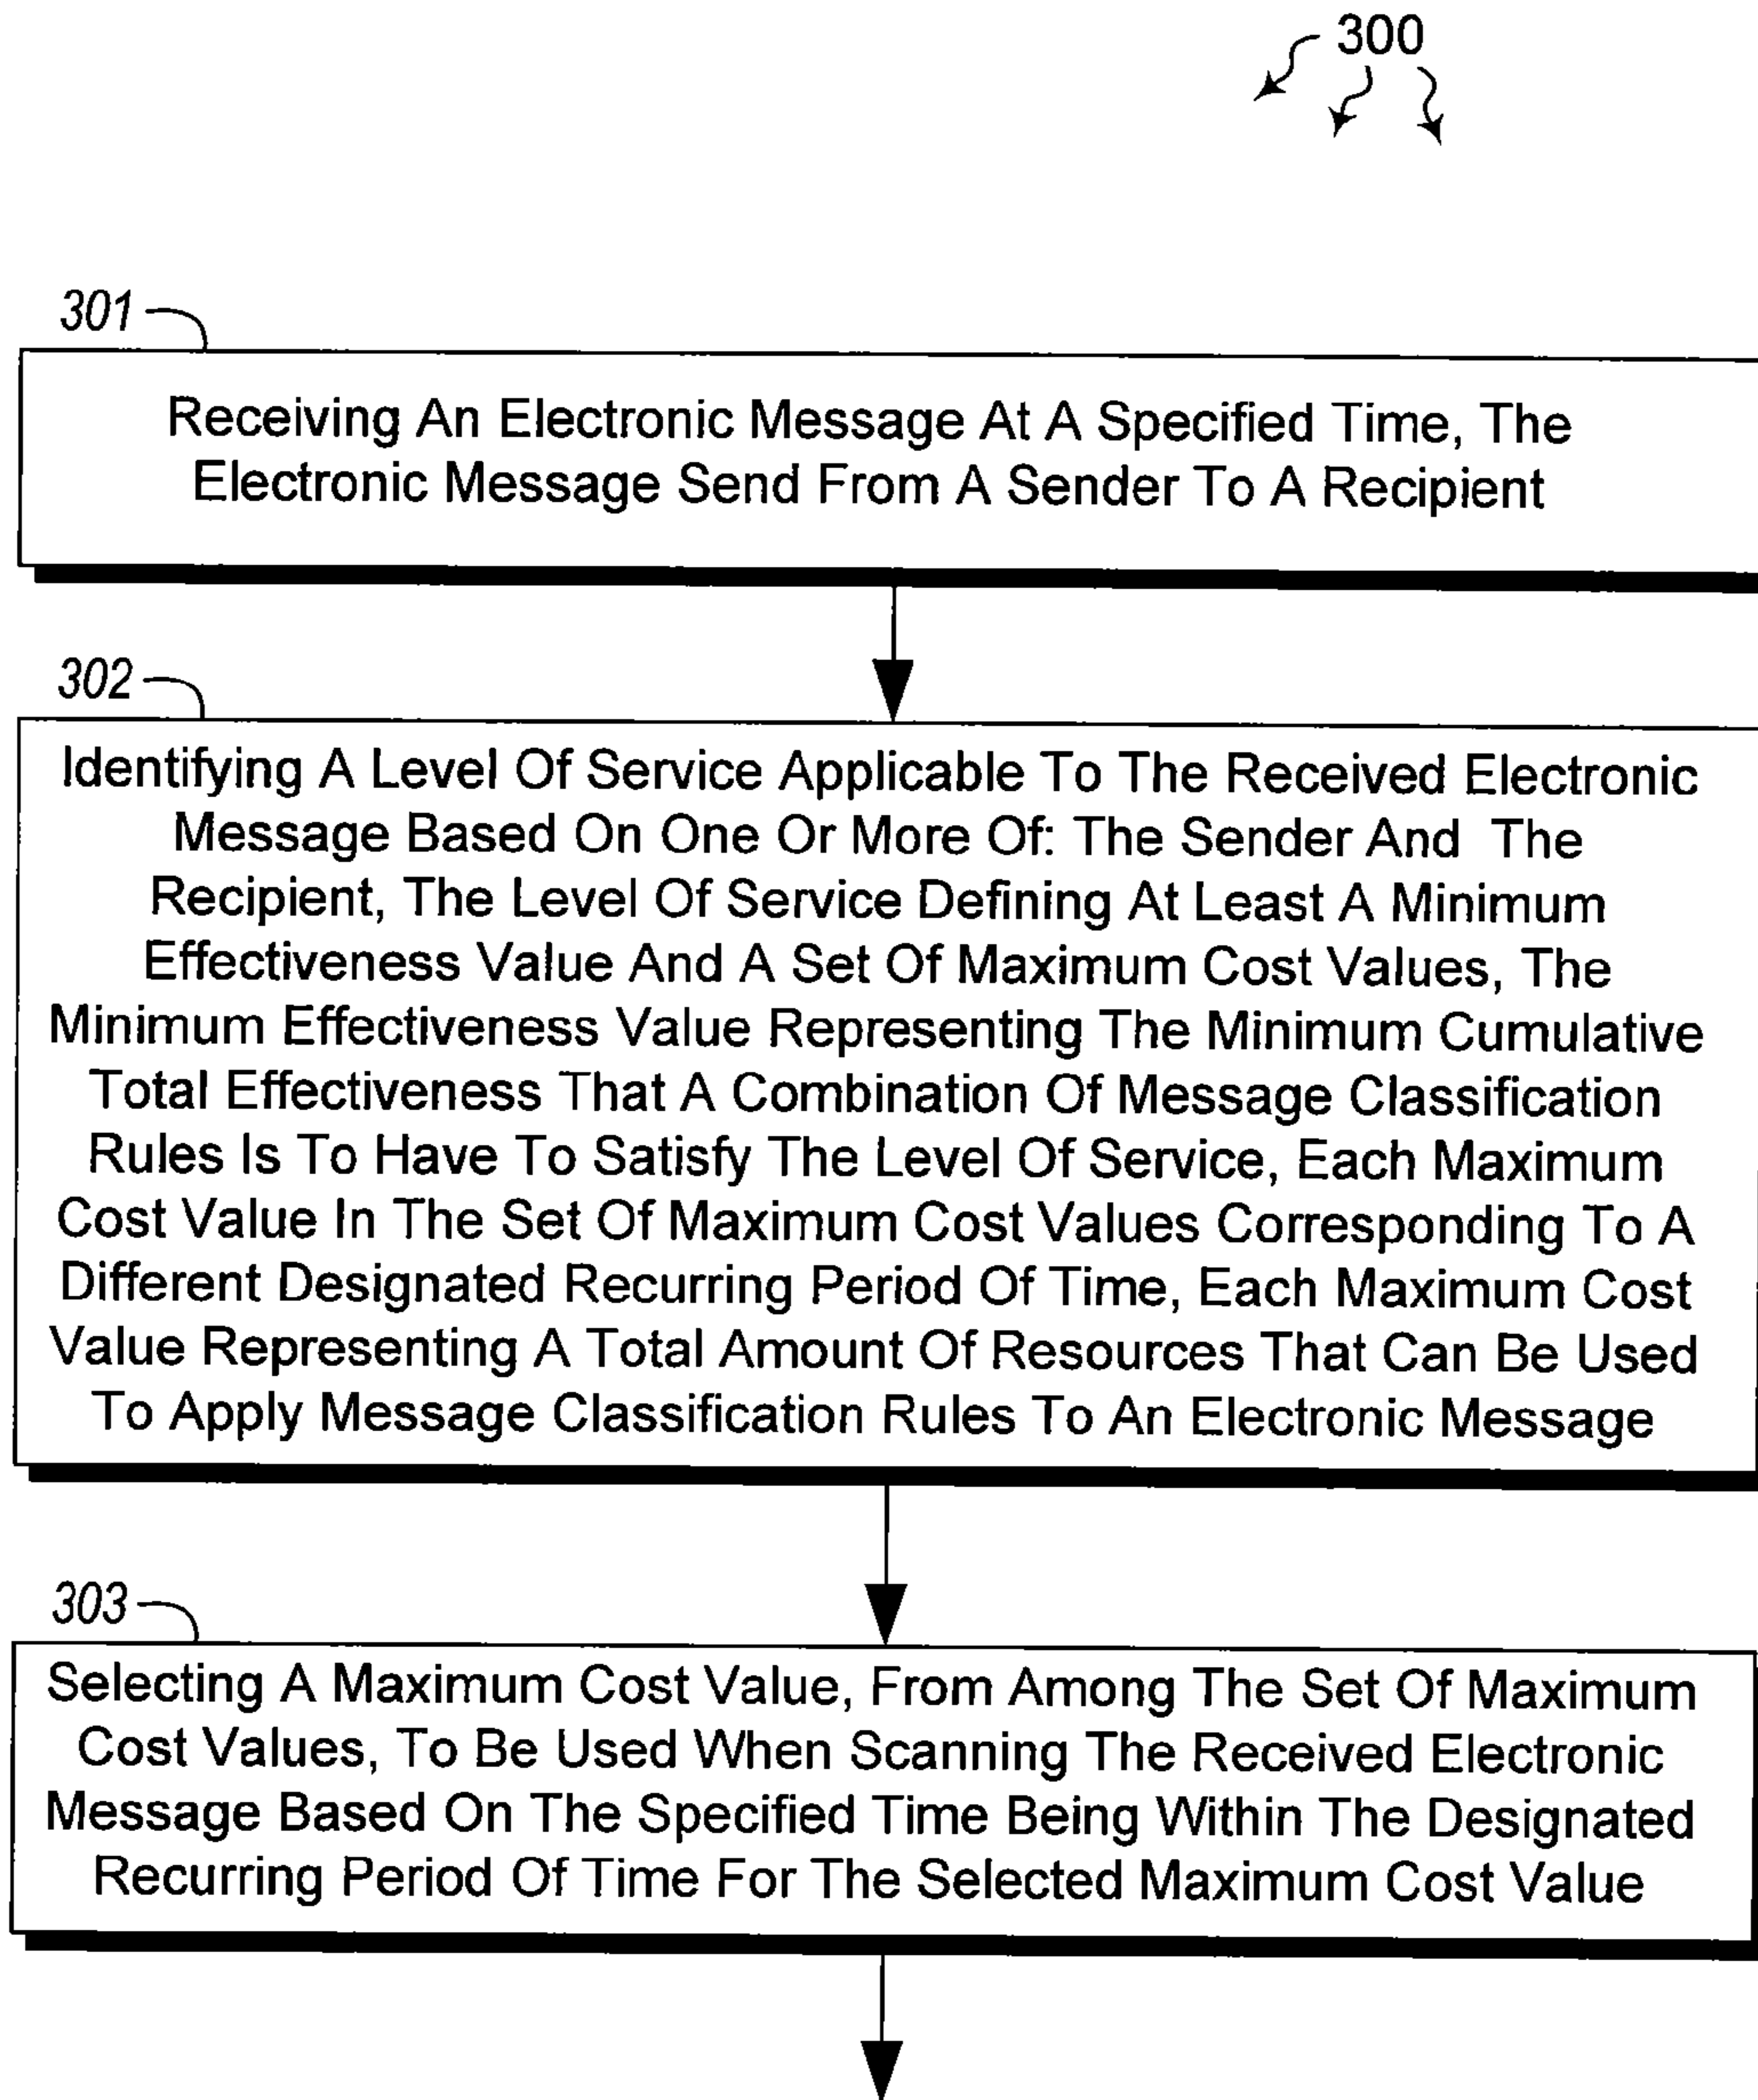 300
301
Receiving An Electronic Message At A Specified Time, The
Electronic Message Send From A Sender To A Recipient
302
Identifying A Level Of Service Applicable To The Received Electronic
Message Based On One Or More Of: The Sender And The
Recipient, The Level Of Service Defining At Least A Minimum
Effectiveness Value And A Set Of Maximum Cost Values, The
Minimum Effectiveness Value Representing The Minimum Cumulative
Total Effectiveness That A Combination Of Message Classification
Rules Is To Have To Satisfy The Level Of Service, Each Maximum
Cost Value In The Set Of Maximum Cost Values Corresponding To A
Different Designated Recurring Period Of Time, Each Maximum Cost
Value Representing A Total Amount Of Resources That Can Be Used
To Apply Message Classification Rules To An Electronic Message
303
Selecting A Maximum Cost Value, From Among The Set Of Maximum
Cost Values, To Be Used When Scanning The Received Electronic
Message Based On The Specified Time Being Within The Designated
Recurring Period Of Time For The Selected Maximum Cost Value